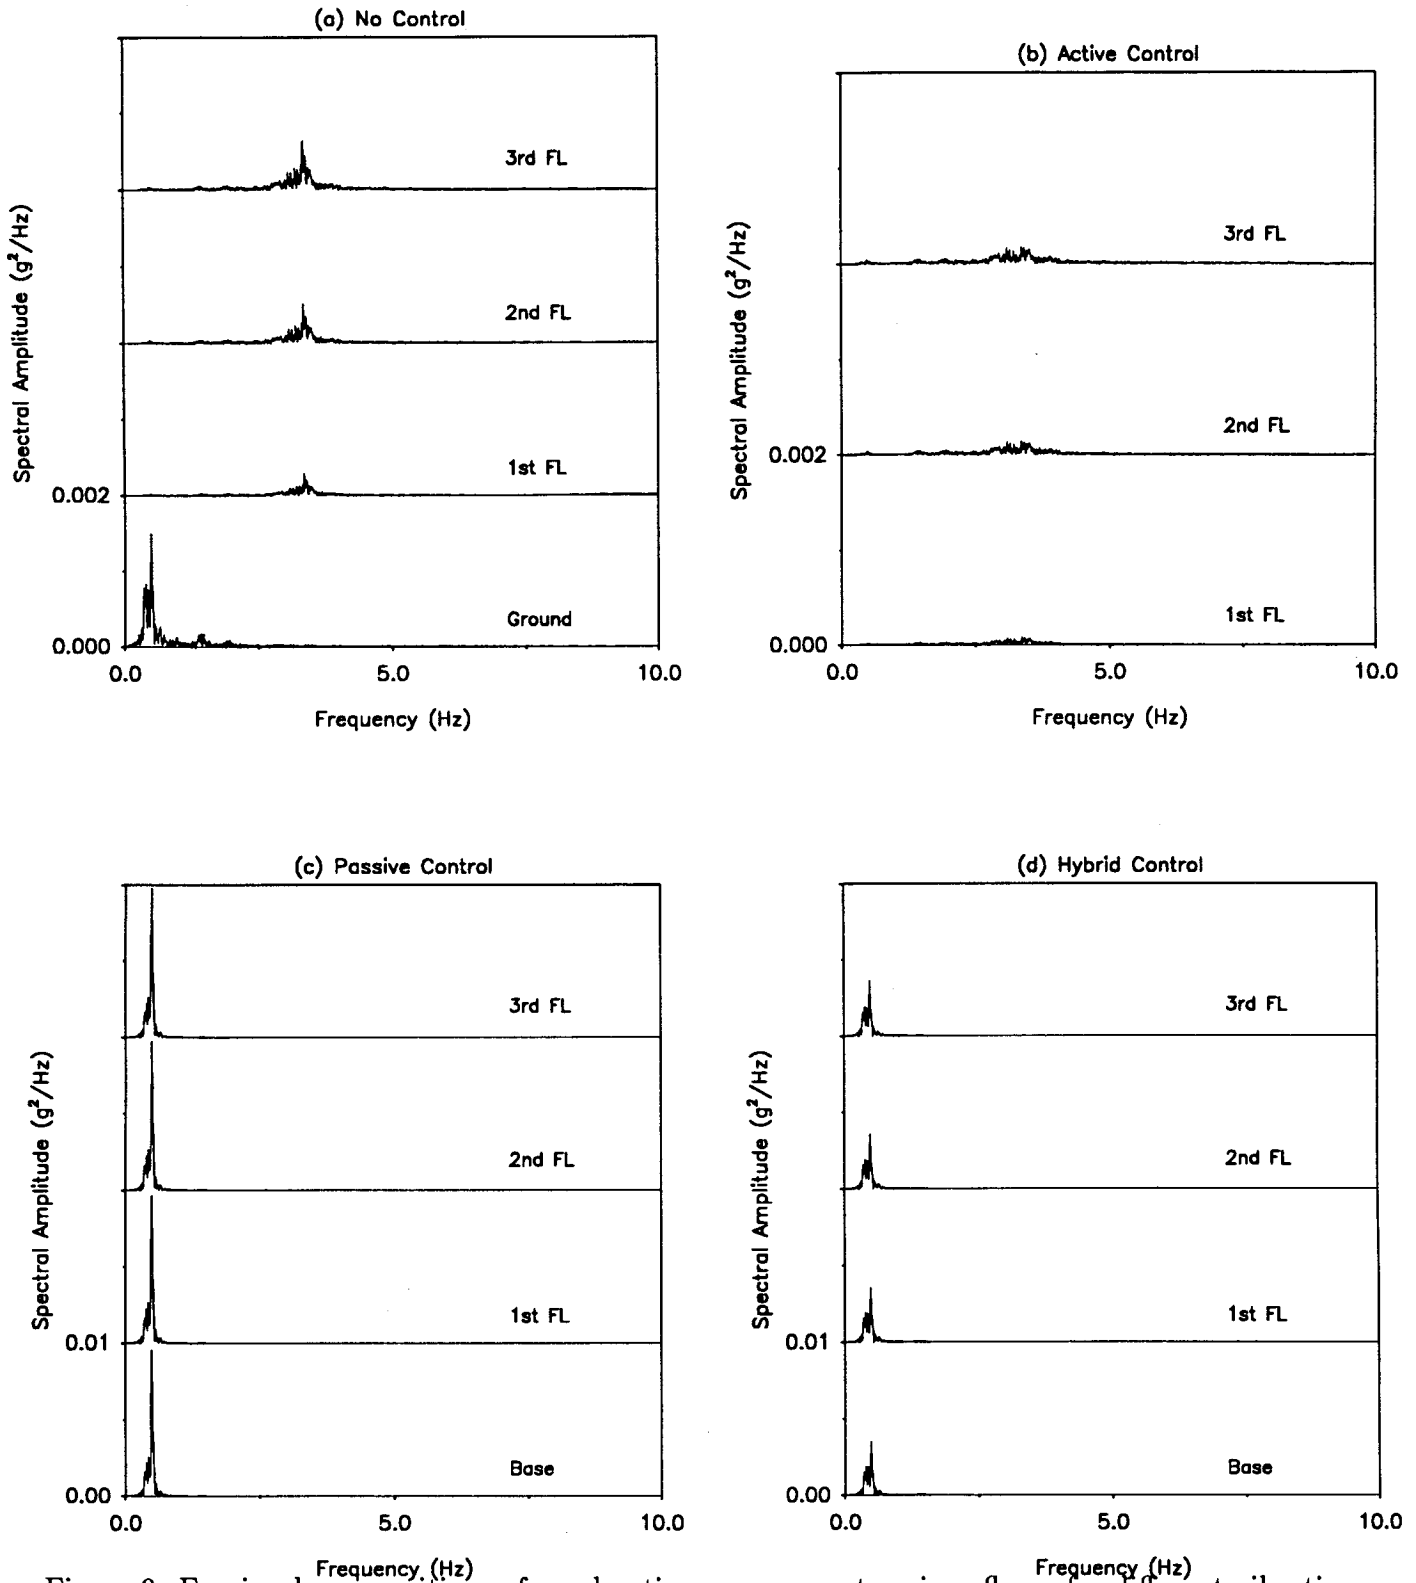 (a) No Control
Spectral Amplitude (g²/Hz)
3rd FL
2nd FL
1st FL
0.002
Ground
0.000
0.0
5.0
10.0
Frequency (Hz)
(b) Active Control
Spectral Amplitude (g²/Hz)
3rd FL
2nd FL
0.002
1st FL
0.000
0.0
5.0
10.0
Frequency (Hz)
(c) Passive Control
Spectral Amplitude (g²/Hz)
3rd FL
2nd FL
1st FL
0.01
Base
0.00
0.0
5.0
10.0
Frequency (Hz)
(d) Hybrid Control
Spectral Amplitude (g²/Hz)
3rd FL
2nd FL
1st FL
0.01
Base
0.00
0.0
5.0
10.0
Frequency (Hz)